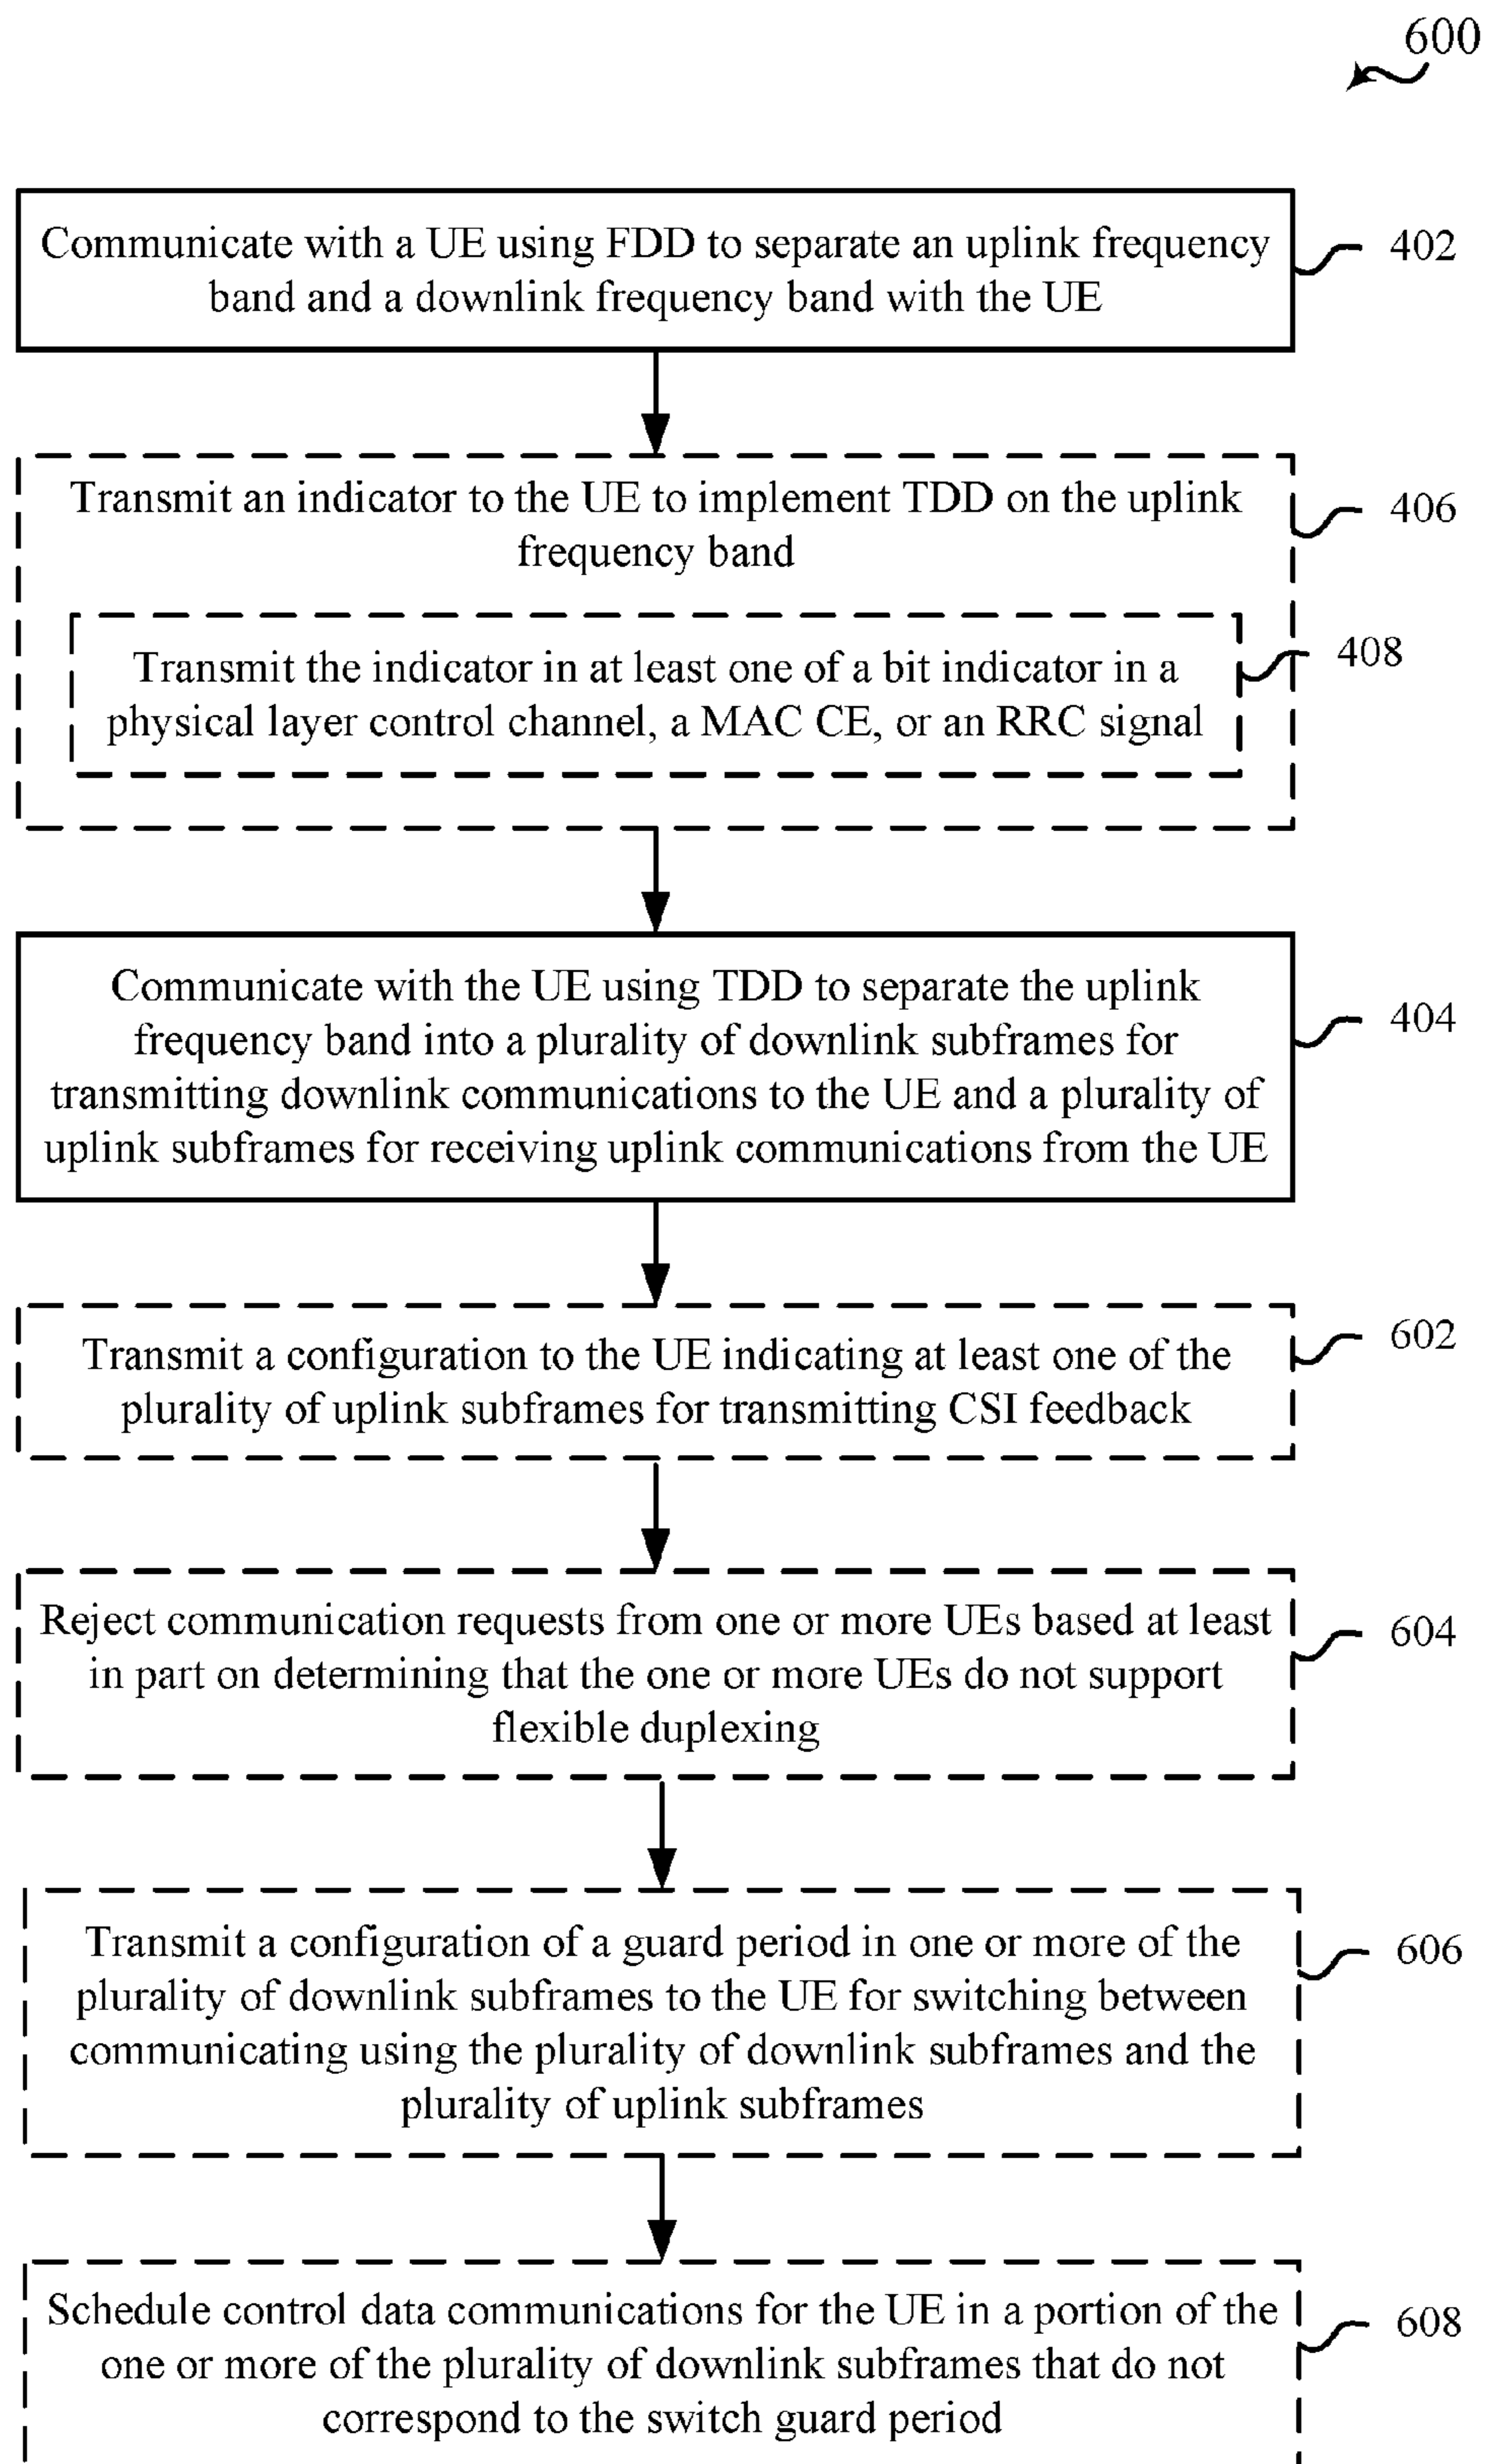 600
Communicate with a UE using FDD to separate an uplink frequency
band and a downlink frequency band with the UE
402
Transmit an indicator to the UE to implement TDD on the uplink
frequency band
406
Transmit the indicator in at least one of a bit indicator in a
physical layer control channel, a MAC CE, or an RRC signal
408
Communicate with the UE using TDD to separate the uplink
frequency band into a plurality of downlink subframes for
transmitting downlink communications to the UE and a plurality of
uplink subframes for receiving uplink communications from the UE
404
Transmit a configuration to the UE indicating at least one of the
plurality of uplink subframes for transmitting CSI feedback
602
Reject communication requests from one or more UEs based at least
in part on determining that the one or more UEs do not support
flexible duplexing
604
Transmit a configuration of a guard period in one or more of the
plurality of downlink subframes to the UE for switching between
communicating using the plurality of downlink subframes and the
plurality of uplink subframes
606
Schedule control data communications for the UE in a portion of the
one or more of the plurality of downlink subframes that do not
correspond to the switch guard period
608